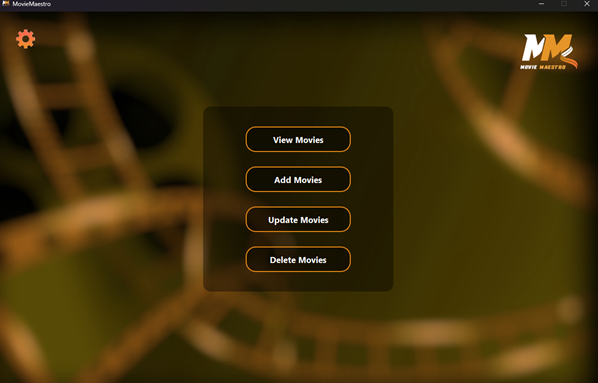 MovieMaestro
MM
MOVIE MAESTRO
View Movies
Add Movies
Update Movies
Delete Movies